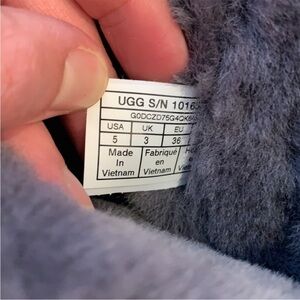 UGG S/N 1016
USA UK EU
5 3 36
Made Fabriqué
In en
Vietnam Vietnam